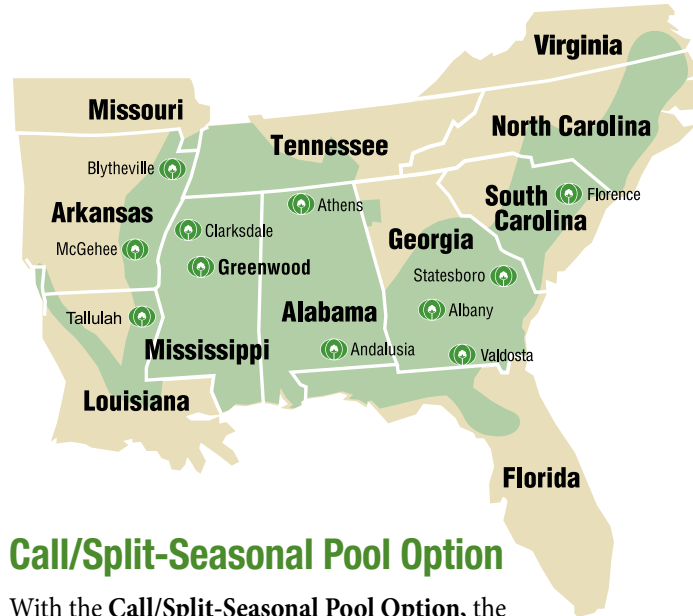 Virginia
Missouri
North Carolina
Tennessee
Blytheville
South
Carolina
Florence
Arkansas
Athens
Clarksdale
Georgia
McGehee
Greenwood
Statesboro
Alabama
Albany
Tallulah
Mississippi
Andalusia
Valdosta
Louisiana
Florida
Call/Split-Seasonal Pool Option
With the Call/Split-Seasonal Pool Option, the